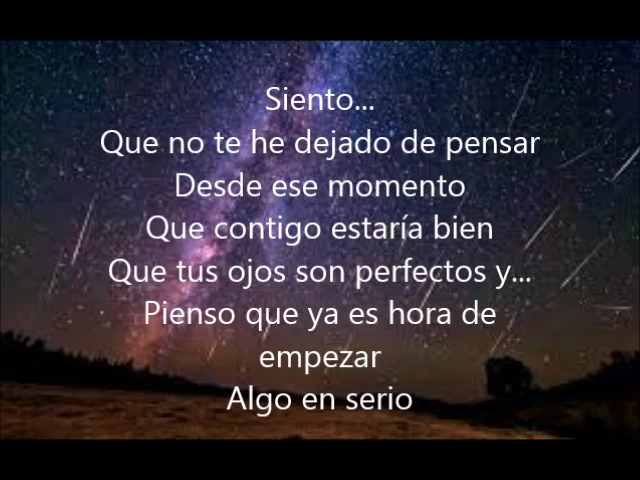 Siento...
Que no te he dejado de pensar
Desde ese momento
Que contigo estaría bien
Que tus ojos son perfectos y...
Pienso que ya es hora de
empezar
Algo en serio